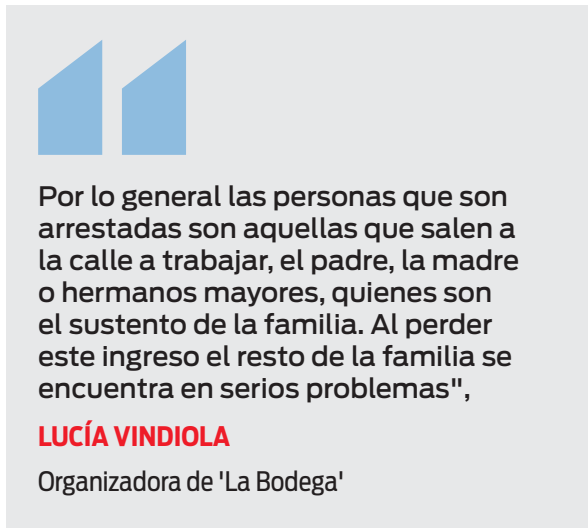 Por lo general las personas que son
arrestadas son aquellas que salen a
la calle a trabajar, el padre, la madre
o hermanos mayores, quienes son
el sustento de la familia. Al perder
este ingreso el resto de la familia se
encuentra en serios problemas",
LUCÍA VINDIOLA
Organizadora de 'La Bodega'